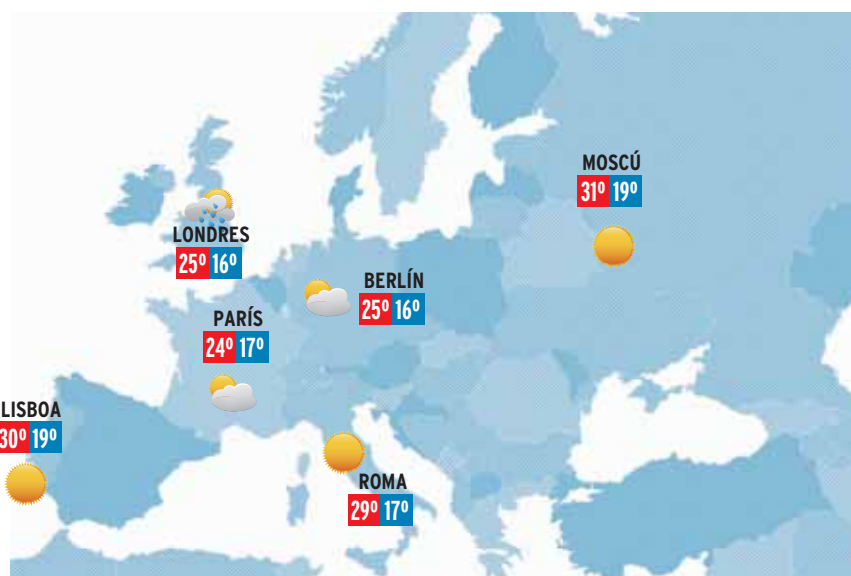 MOSCÚ
31º 19º
LONDRES
25º 16º
BERLÍN
25º 16º
PARÍS
24º 17º
LISBOA
30º 19º
ROMA
29º 17º